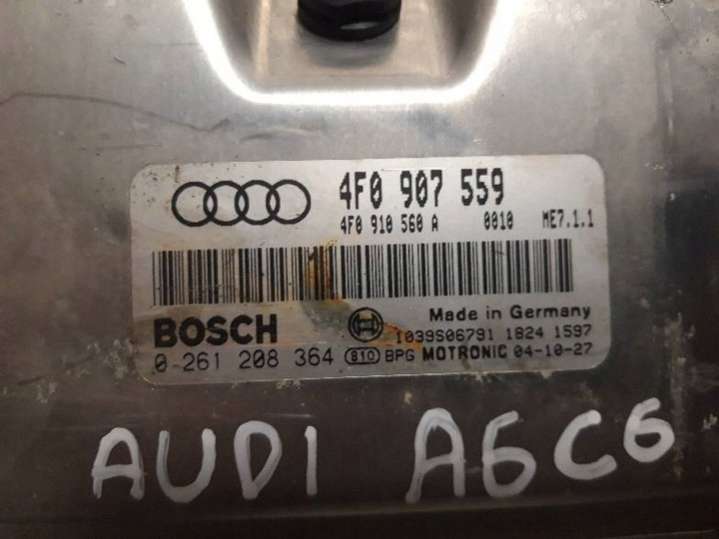 4F0 907 559
4F0 910 560 A 0010 ME7.1.1
Made in Germany
BOSCH 1039S06791 1824 1597
0 261 208 364 S10 BPG MOTRONIC 04-10-27
AUDI A6C6